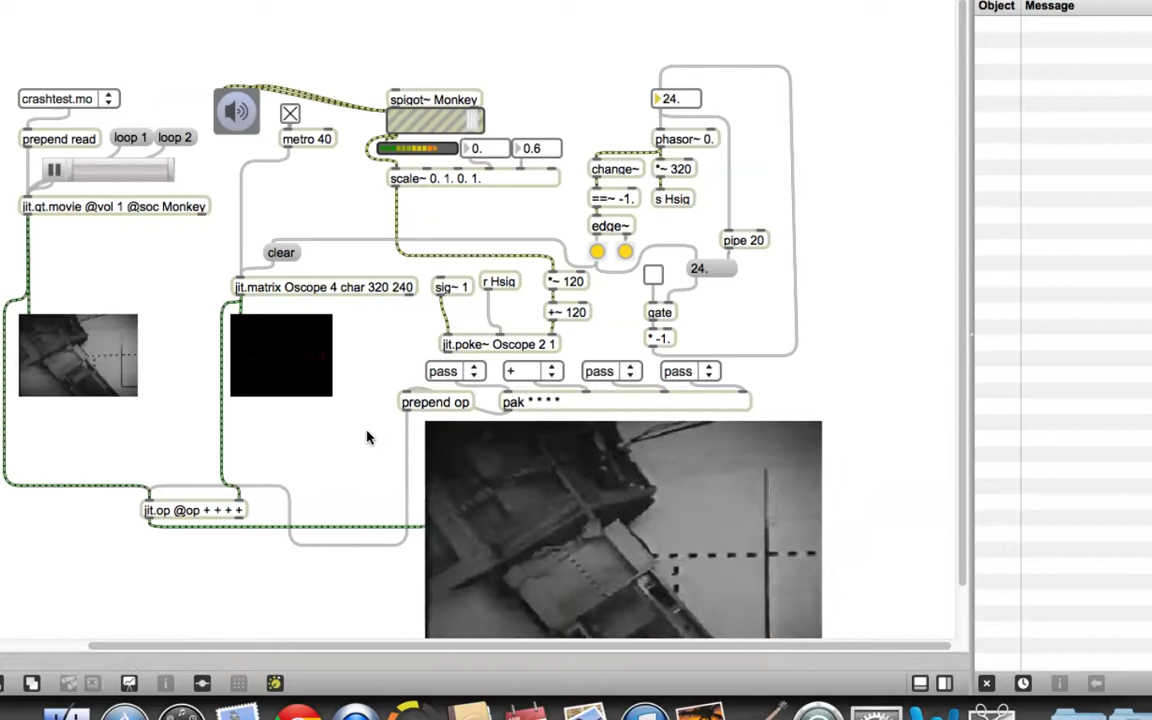 Object Message
crashtest.mo
prepend read
loop 1 loop 2
jit.qt.movie @vol 1 @soc Monkey
metro 40
spigot~ Monkey
0. 0.6
scale~ 0. 1. 0. 1.
24.
phasor~ 0.
change~ *~ 320
==~ -1. s Hsig
edge~
pipe 20
24.
clear
jit.matrix Oscope 4 char 320 240
sig~ 1 r Hsig *~ 120
+~ 120
gate
* -1.
jit.poke~ Oscope 2 1
pass + pass pass
prepend op pak * * * *
jit.op @op + + + +